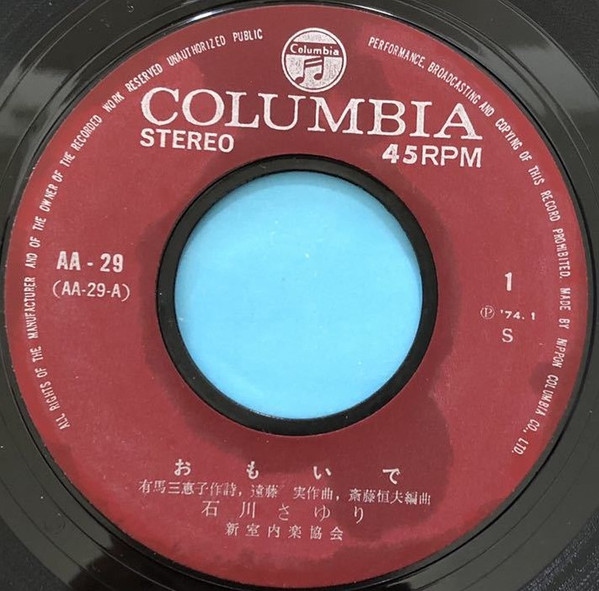 ALL RIGHTS OF THE MANUFACTURER AND OF THE OWNER OF THE RECORDED WORK RESERVED UNAUTHORIZED PUBLIC PERFORMANCE, BROADCASTING AND COPYING OF THIS RECORD PROHIBITED. MADE BY NIPPON COLUMBIA CO., LTD.
Columbia
COLUMBIA
STEREO 45RPM
AA-29 1
(AA-29-A) Ⓟ '74.1
S
おもいで
有馬三恵子作詩, 遠藤 実作曲, 斎藤恒夫編曲
石川さゆり
新室内楽協会